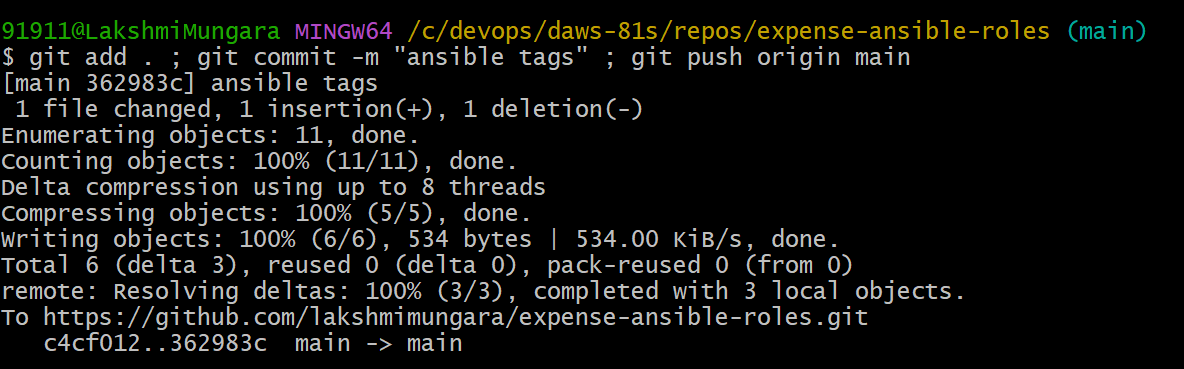 91911@LakshmiMungara MINGW64 /c/devops/daws-81s/repos/expense-ansible-roles (main)
$ git add . ; git commit -m "ansible tags" ; git push origin main
[main 362983c] ansible tags
 1 file changed, 1 insertion(+), 1 deletion(-)
Enumerating objects: 11, done.
Counting objects: 100% (11/11), done.
Delta compression using up to 8 threads
Compressing objects: 100% (5/5), done.
Writing objects: 100% (6/6), 534 bytes | 534.00 KiB/s, done.
Total 6 (delta 3), reused 0 (delta 0), pack-reused 0 (from 0)
remote: Resolving deltas: 100% (3/3), completed with 3 local objects.
To https://github.com/lakshmimungara/expense-ansible-roles.git
   c4cf012..362983c  main -> main